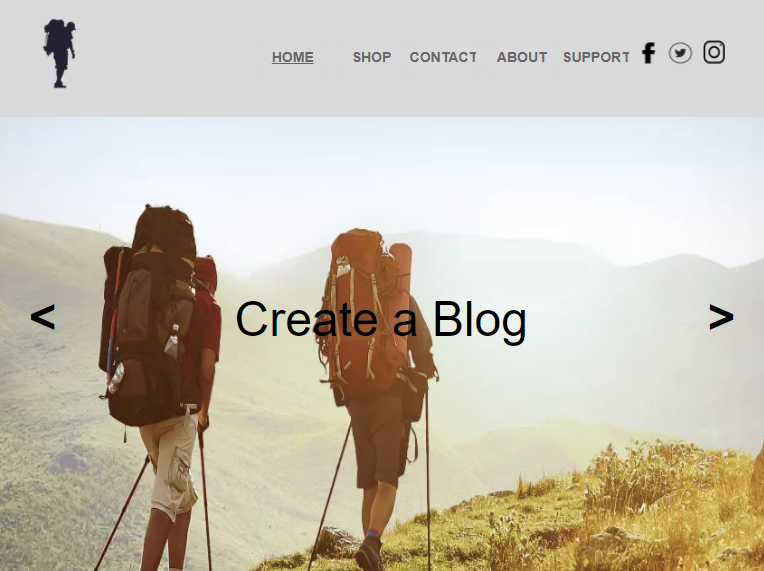 HOME SHOP CONTACT ABOUT SUPPORT
< Create a Blog >